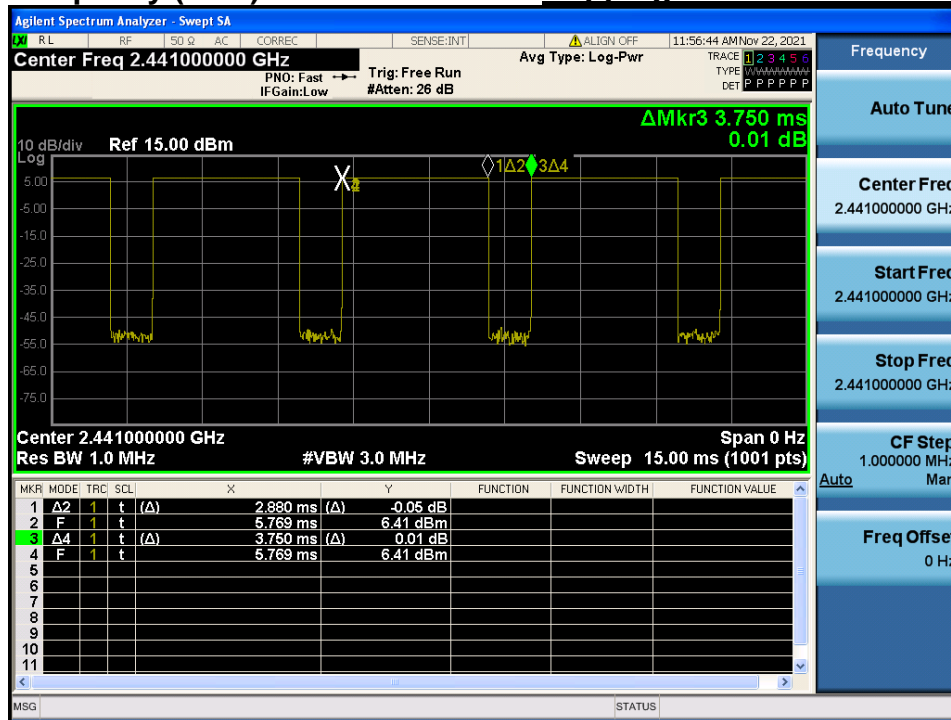 Agilent Spectrum Analyzer - Swept SA
LXI RL RF 50 Ω AC CORREC SENSE:INT ALIGN OFF 11:56:44 AM Nov 22, 2021
Center Freq 2.441000000 GHz
PNO: Fast
IFGain:Low
Trig: Free Run
#Atten: 26 dB
Avg Type: Log-Pwr
TRACE 1 2 3 4 5 6
TYPE WWWWWW
DET P P P P P P
ΔMkr3 3.750 ms
0.01 dB
10 dB/div Ref 15.00 dBm
Log
1Δ2 3Δ4
5.00
-5.00
-15.0
-25.0
-35.0
-45.0
-55.0
-65.0
-75.0
Center 2.441000000 GHz Span 0 Hz
Res BW 1.0 MHz #VBW 3.0 MHz Sweep 15.00 ms (1001 pts)
MKR MODE TRC SCL X Y FUNCTION FUNCTION WIDTH FUNCTION VALUE
1 Δ2 1 t (Δ) 2.880 ms (Δ) -0.05 dB
2 F 1 t 5.769 ms 6.41 dBm
3 Δ4 1 t (Δ) 3.750 ms (Δ) 0.01 dB
4 F 1 t 5.769 ms 6.41 dBm
5
6
7
8
9
10
11
MSG STATUS
Frequency
Auto Tune
Center Freq
2.441000000 GHz
Start Freq
2.441000000 GHz
Stop Freq
2.441000000 GHz
CF Step
1.000000 MHz
Auto Man
Freq Offset
0 Hz